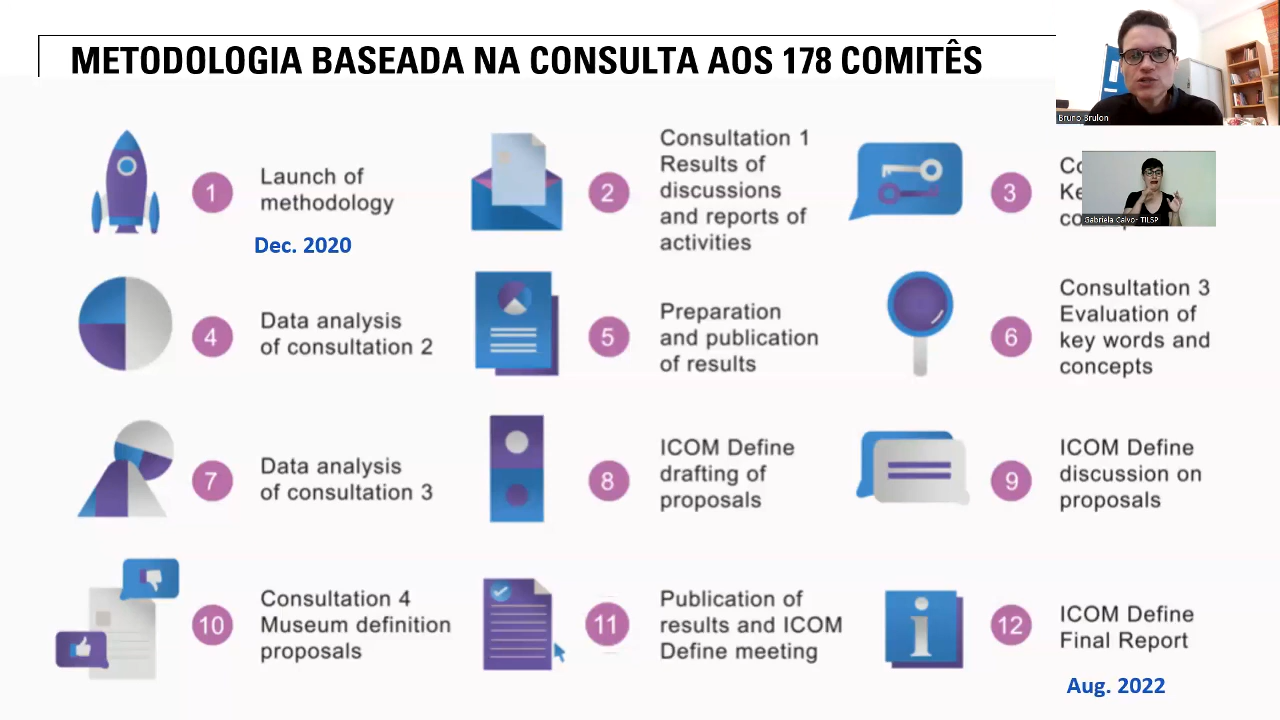 METODOLOGIA BASEADA NA CONSULTA AOS 178 COMITÊS
Bruno Brulon
1
Launch of
methodology
Dec. 2020
2
Consultation 1
Results of
discussions
and reports of
activities
3
Gabriela Calvo- TILSP
4
Data analysis
of consultation 2
5
Preparation
and publication
of results
6
Consultation 3
Evaluation of
key words and
concepts
7
Data analysis
of consultation 3
8
ICOM Define
drafting of
proposals
9
ICOM Define
discussion on
proposals
10
Consultation 4
Museum definition
proposals
11
Publication of
results and ICOM
Define meeting
12
ICOM Define
Final Report
Aug. 2022